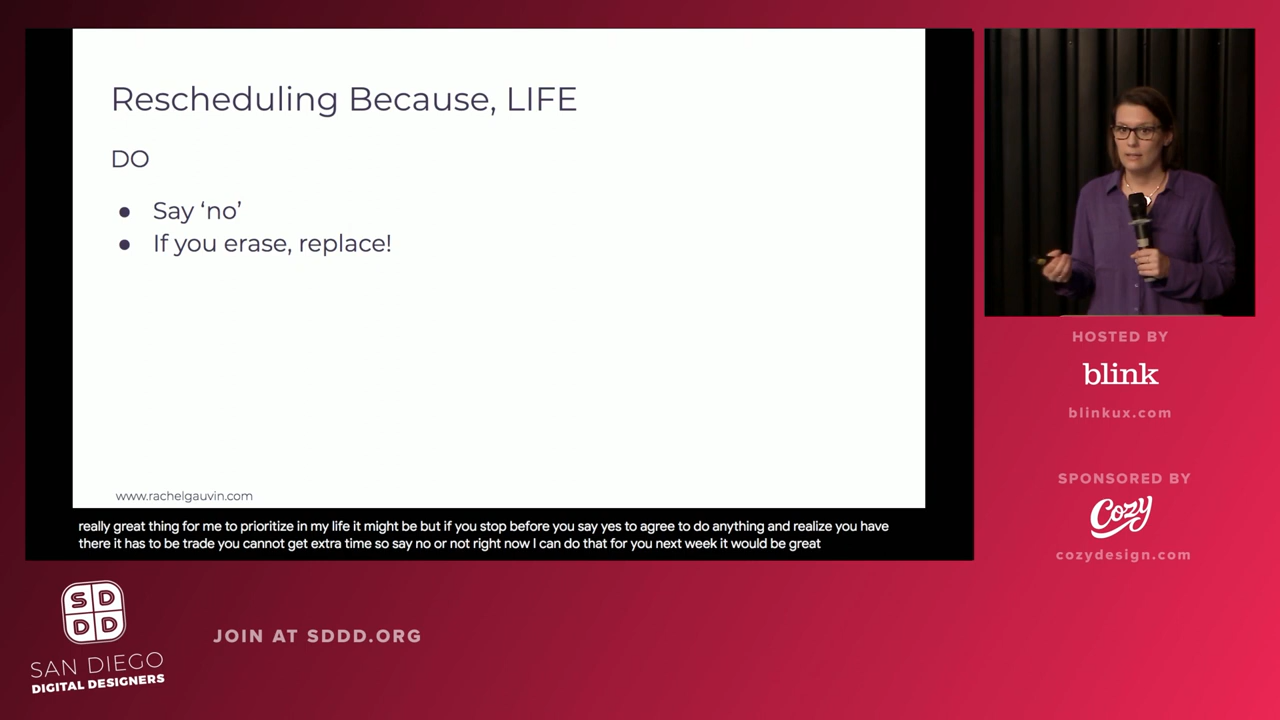 Rescheduling Because, LIFE
DO
● Say ‘no’
● If you erase, replace!
www.rachelgauvin.com
really great thing for me to prioritize in my life it might be but if you stop before you say yes to agree to do anything and realize you have
there it has to be trade you cannot get extra time so say no or not right now I can do that for you next week it would be great
HOSTED BY
blink
blinkux.com
SPONSORED BY
Cozy
cozydesign.com
SD
DD
SAN DIEGO
DIGITAL DESIGNERS
JOIN AT SDDD.ORG